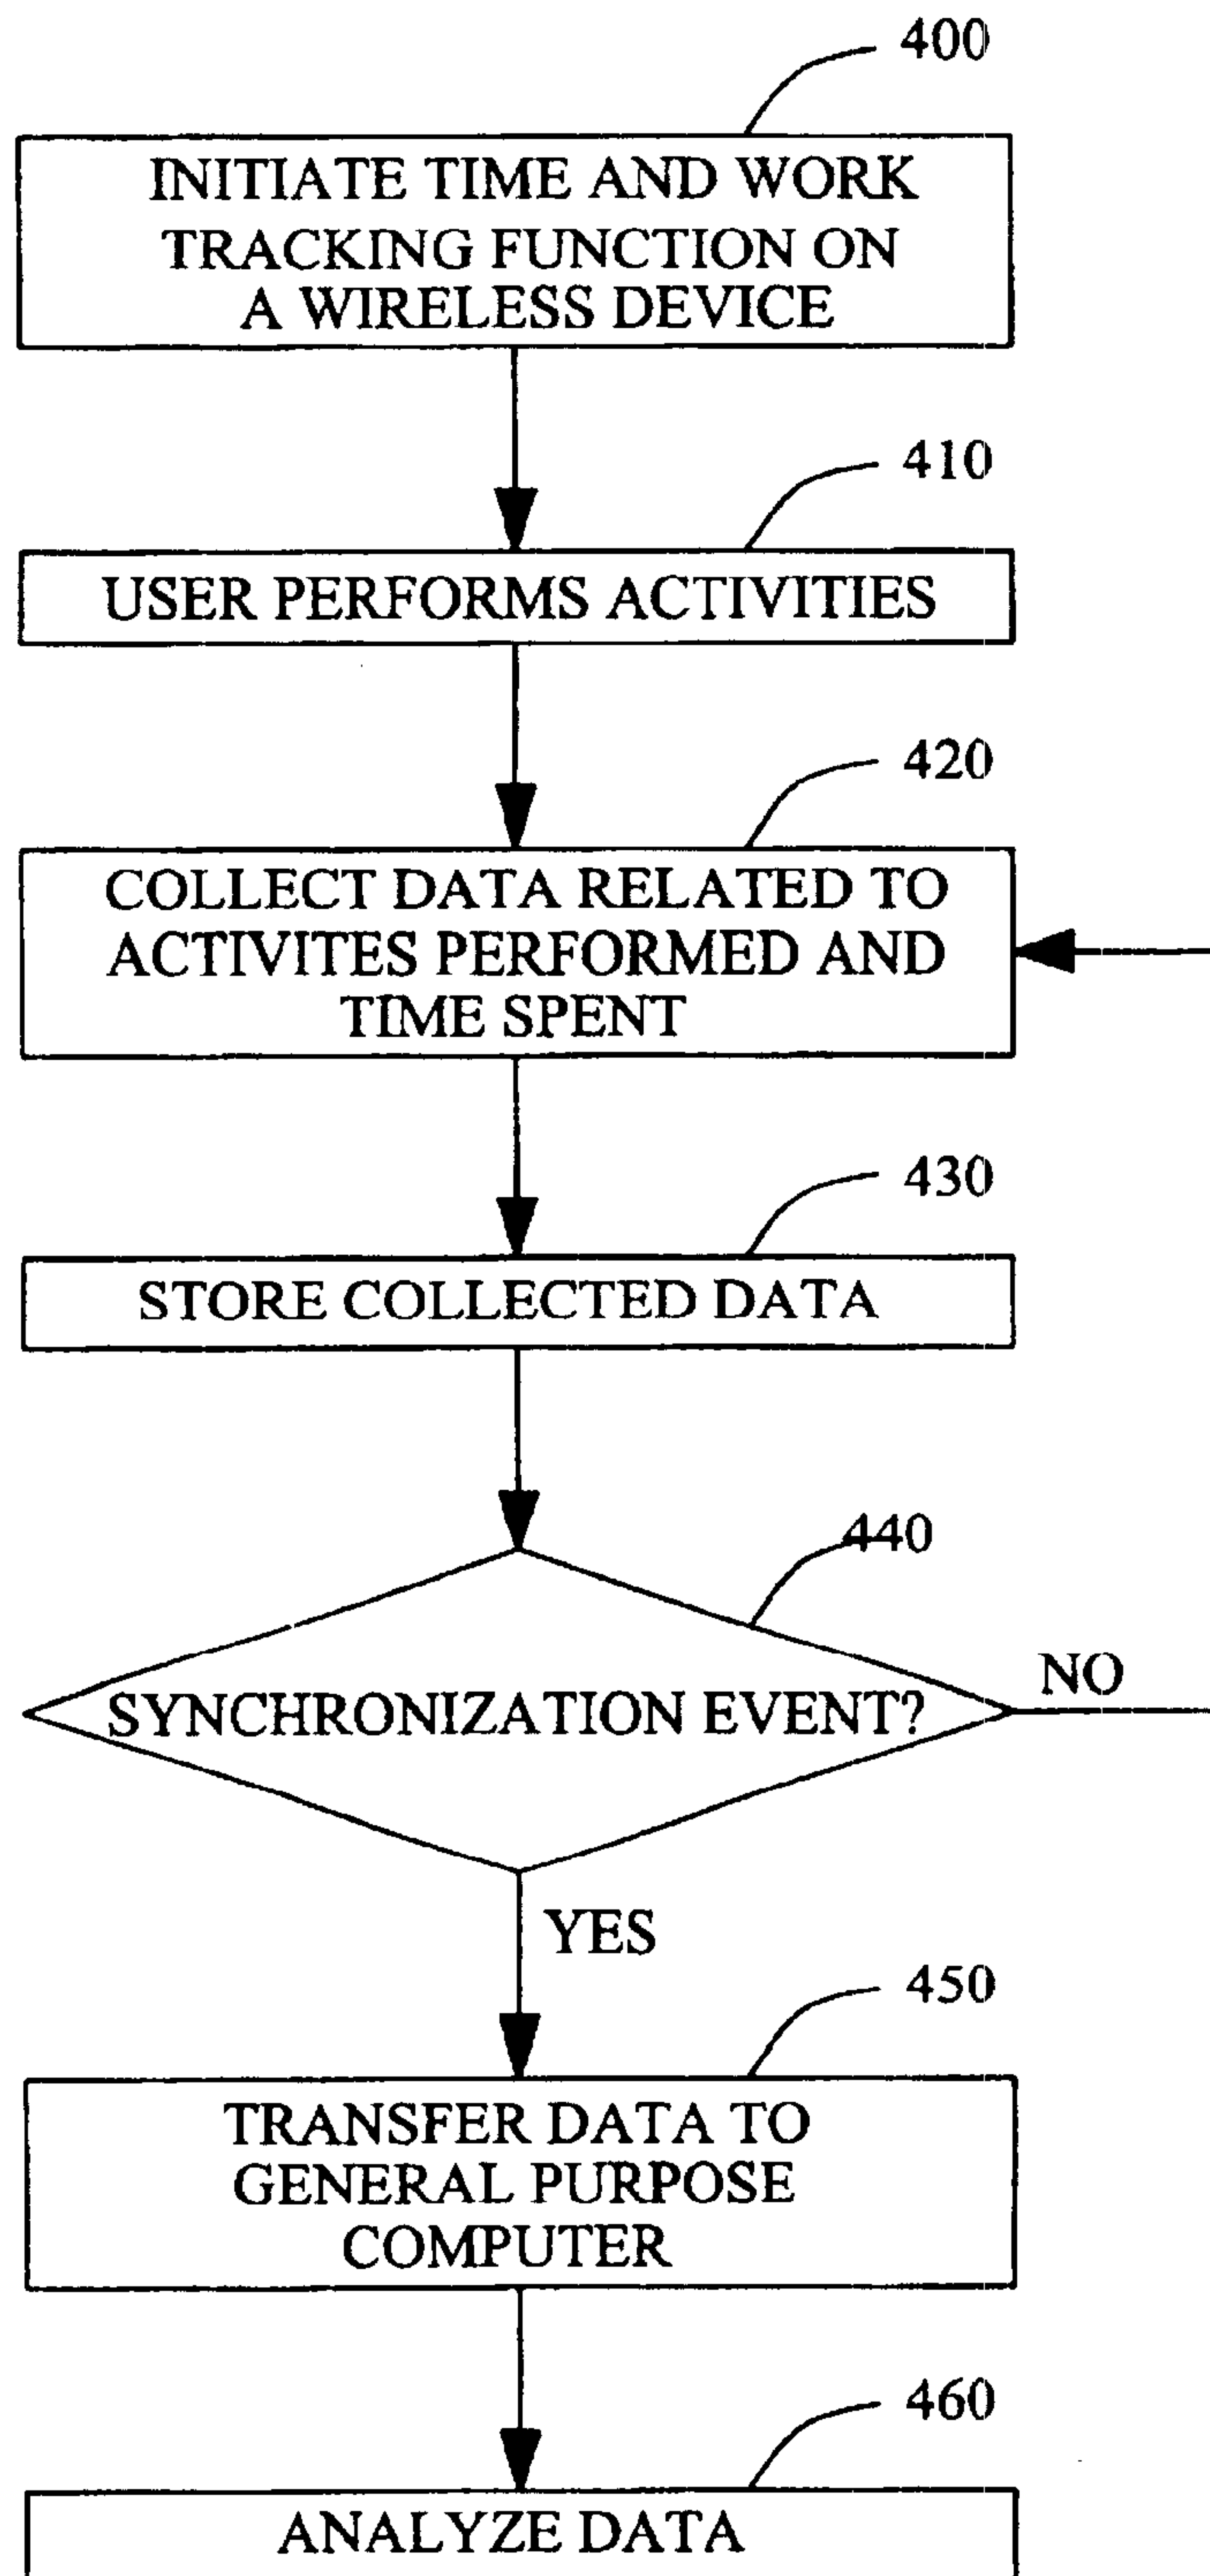 400
INITIATE TIME AND WORK
TRACKING FUNCTION ON
A WIRELESS DEVICE
410
USER PERFORMS ACTIVITIES
420
COLLECT DATA RELATED TO
ACTIVITES PERFORMED AND
TIME SPENT
430
STORE COLLECTED DATA
440
SYNCHRONIZATION EVENT?
NO
YES
450
TRANSFER DATA TO
GENERAL PURPOSE
COMPUTER
460
ANALYZE DATA